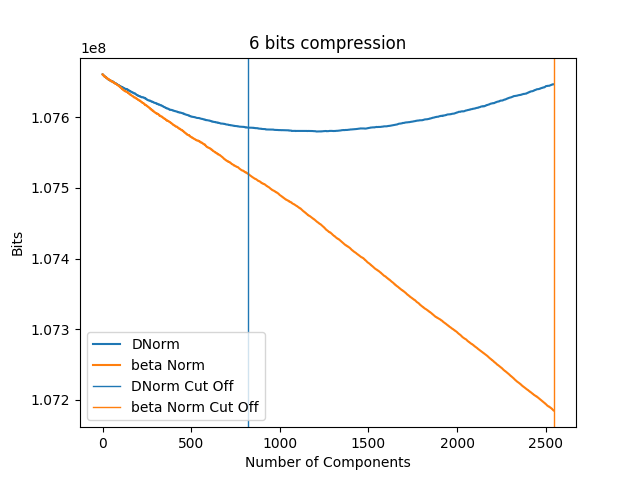 6 bits compression
1e8
1.076
1.075
1.074
1.073
1.072
Bits
DNorm
beta Norm
DNorm Cut Off
beta Norm Cut Off
0 500 1000 1500 2000 2500
Number of Components